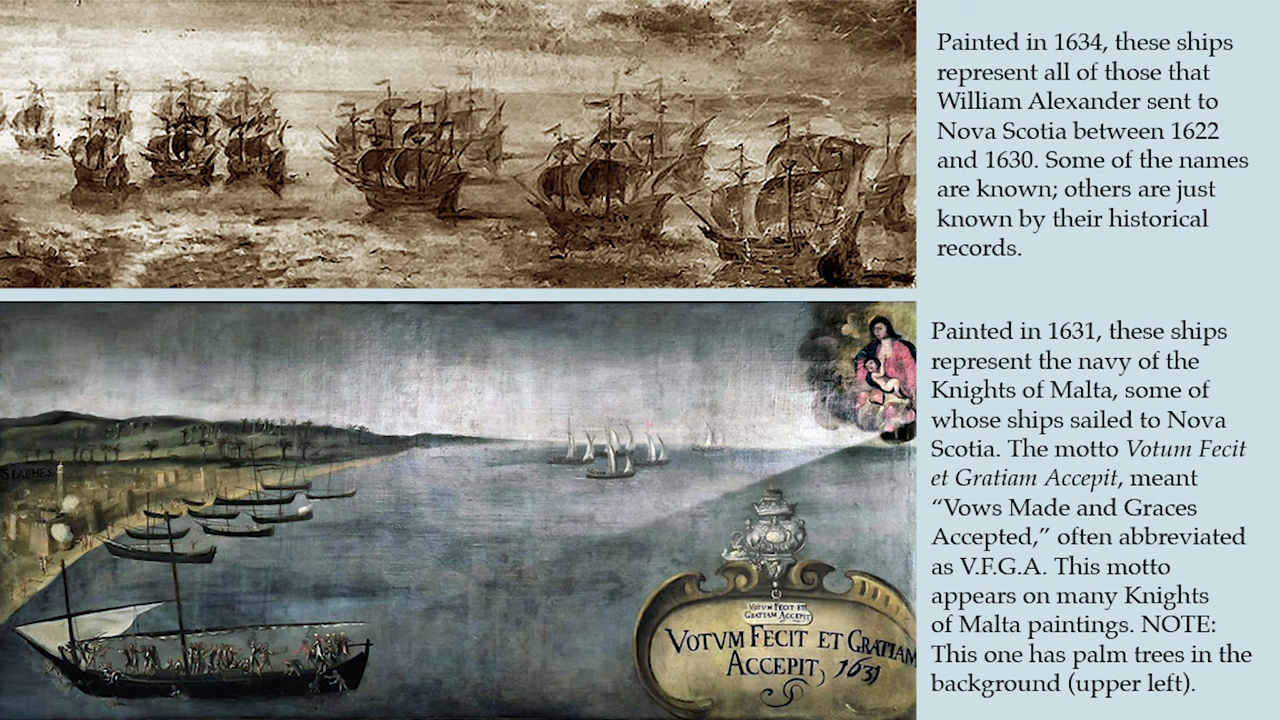 Painted in 1634, these ships
represent all of those that
William Alexander sent to
Nova Scotia between 1622
and 1630. Some of the names
are known; others are just
known by their historical
records.
Painted in 1631, these ships
represent the navy of the
Knights of Malta, some of
whose ships sailed to Nova
Scotia. The motto Votum Fecit
et Gratiam Accepit, meant
“Vows Made and Graces
Accepted,” often abbreviated
as V.F.G.A. This motto
appears on many Knights
of Malta paintings. NOTE:
This one has palm trees in the
background (upper left).
VOTVM FECIT ET
GRATIAM ACCEPIT
VOTVM FECIT ET GRATIAM
ACCEPIT, 1631